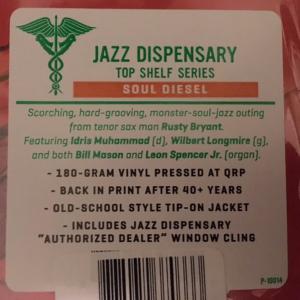 JAZZ DISPENSARY
TOP SHELF SERIES
SOUL DIESEL
Scorching, hard-grooving, monster-soul-jazz outing
from tenor sax man Rusty Bryant.
Featuring Idris Muhammad (d), Wilbert Longmire (g),
and both Bill Mason and Leon Spencer Jr. (organ).
- 180-GRAM VINYL PRESSED AT QRP
- BACK IN PRINT AFTER 40+ YEARS
- OLD-SCHOOL STYLE TIP-ON JACKET
- INCLUDES JAZZ DISPENSARY
"AUTHORIZED DEALER" WINDOW CLING
P-10014